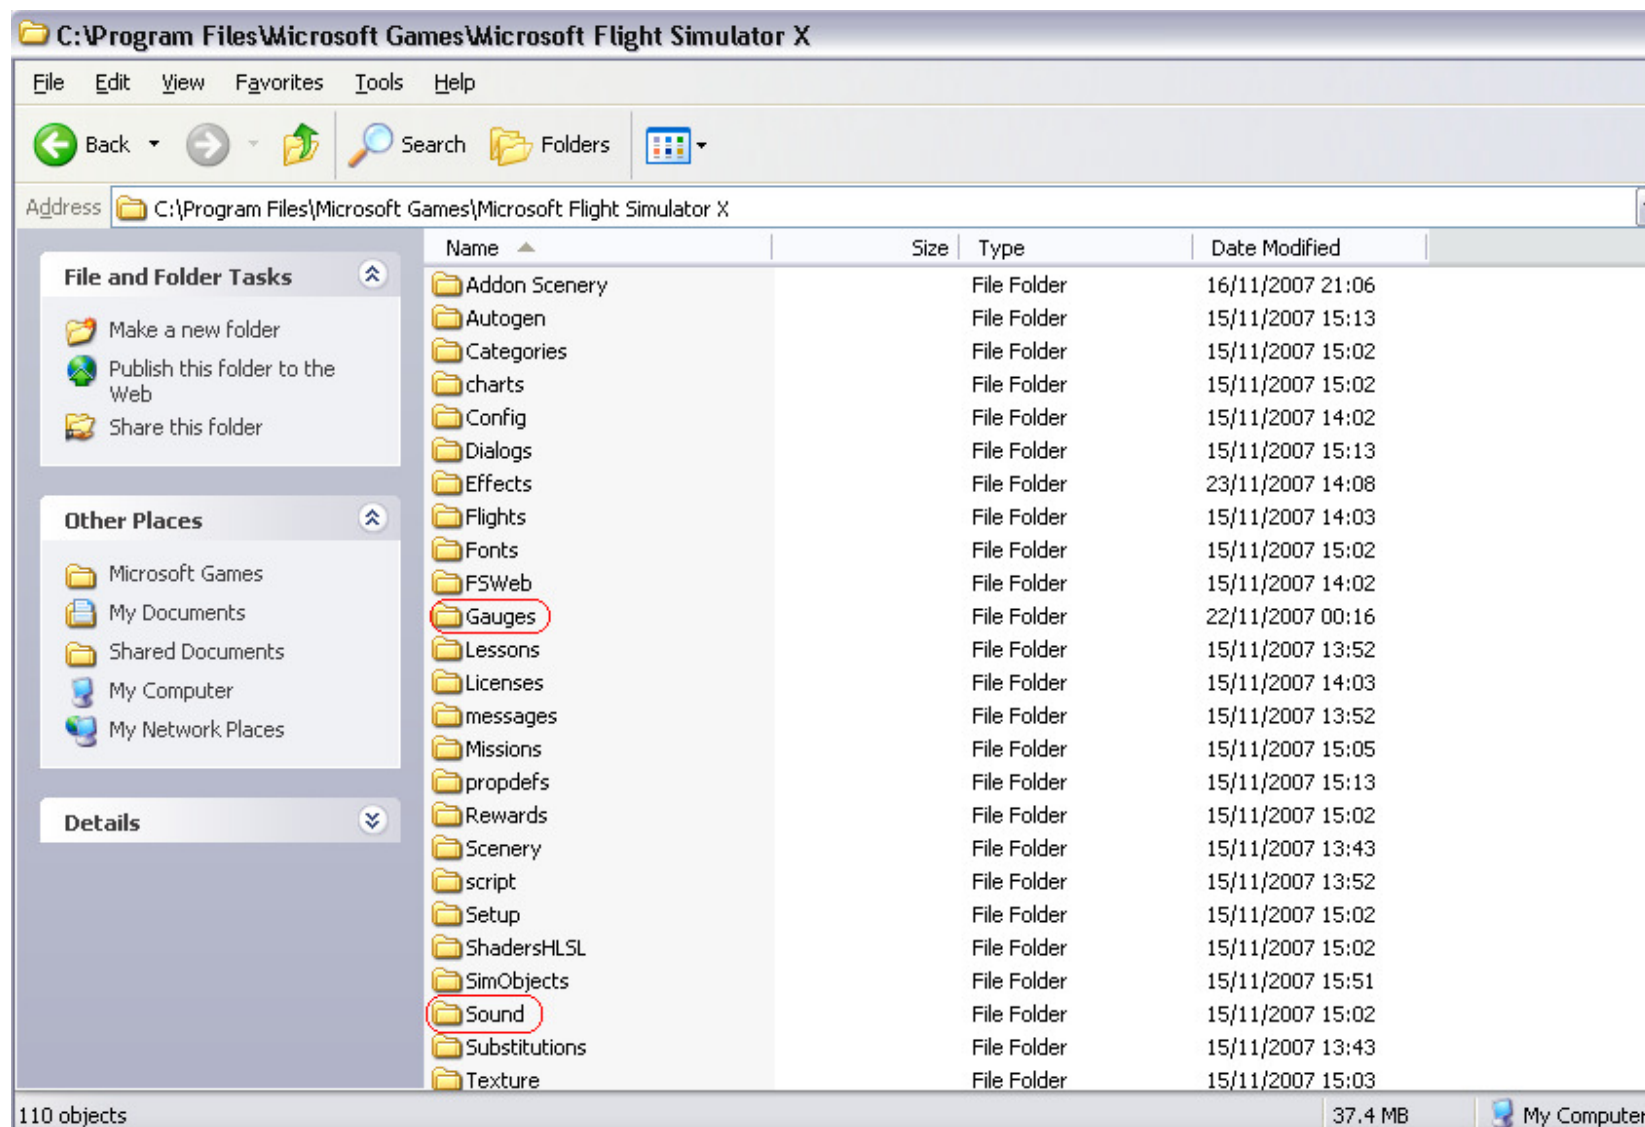 C:\Program Files\Microsoft Games\Microsoft Flight Simulator X
File Edit View Favorites Tools Help
Back Search Folders
Address C:\Program Files\Microsoft Games\Microsoft Flight Simulator X
Name Size Type Date Modified
File and Folder Tasks
Make a new folder
Publish this folder to the
Web
Share this folder
Other Places
Microsoft Games
My Documents
Shared Documents
My Computer
My Network Places
Details
Addon Scenery File Folder 16/11/2007 21:06
Autogen File Folder 15/11/2007 15:13
Categories File Folder 15/11/2007 15:02
charts File Folder 15/11/2007 15:02
Config File Folder 15/11/2007 14:02
Dialogs File Folder 15/11/2007 15:13
Effects File Folder 23/11/2007 14:08
Flights File Folder 15/11/2007 14:03
Fonts File Folder 15/11/2007 15:02
FSWeb File Folder 15/11/2007 14:02
Gauges File Folder 22/11/2007 00:16
Lessons File Folder 15/11/2007 13:52
Licenses File Folder 15/11/2007 14:03
messages File Folder 15/11/2007 13:52
Missions File Folder 15/11/2007 15:05
propdefs File Folder 15/11/2007 15:13
Rewards File Folder 15/11/2007 15:02
Scenery File Folder 15/11/2007 13:43
script File Folder 15/11/2007 13:52
Setup File Folder 15/11/2007 15:02
ShadersHLSL File Folder 15/11/2007 15:02
SimObjects File Folder 15/11/2007 15:51
Sound File Folder 15/11/2007 15:02
Substitutions File Folder 15/11/2007 13:43
Texture File Folder 15/11/2007 15:03
110 objects 37.4 MB My Computer